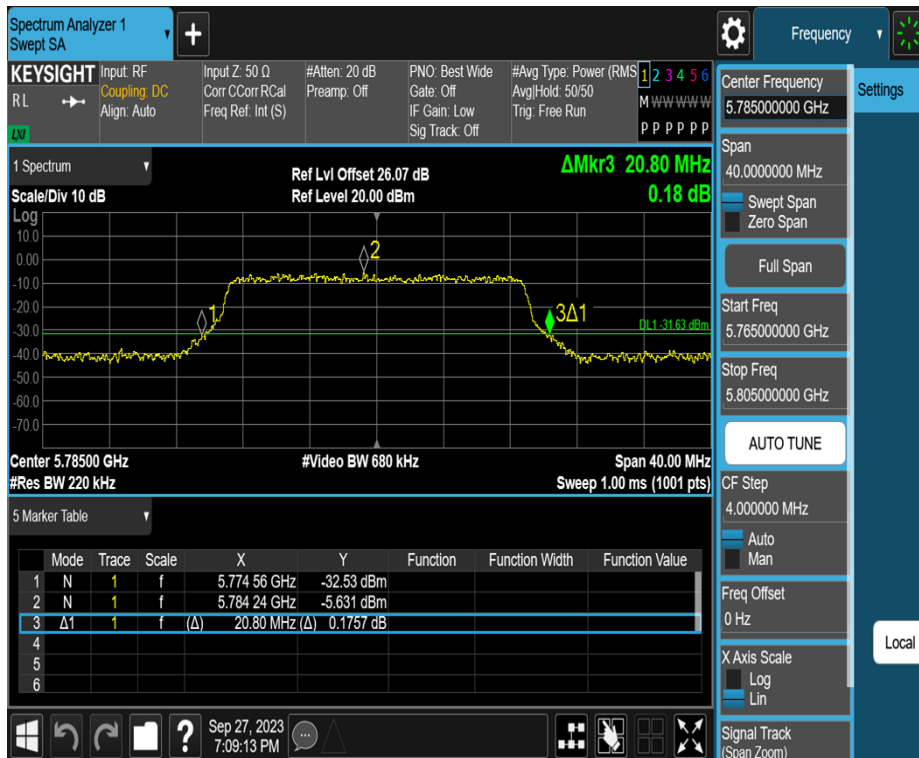 Spectrum Analyzer 1
Swept SA
+
Frequency
KEYSIGHT
RL
LXI
Input: RF
Coupling: DC
Align: Auto
Input Z: 50 Ω
Corr CCorr RCal
Freq Ref: Int (S)
#Atten: 20 dB
Preamp: Off
PNO: Best Wide
Gate: Off
IF Gain: Low
Sig Track: Off
#Avg Type: Power (RMS
Avg|Hold: 50/50
Trig: Free Run
1 2 3 4 5 6
M W W W W W
P P P P P P
1 Spectrum
Scale/Div 10 dB
Ref Lvl Offset 26.07 dB
Ref Level 20.00 dBm
ΔMkr3 20.80 MHz
0.18 dB
Log
10.0
0.00
-10.0
-20.0
-30.0
-40.0
-50.0
-60.0
-70.0
2
1
3Δ1
DL1 -31.63 dBm
Center 5.78500 GHz
#Video BW 680 kHz
Span 40.00 MHz
#Res BW 220 kHz
Sweep 1.00 ms (1001 pts)
5 Marker Table
Mode Trace Scale X Y Function Function Width Function Value
1 N 1 f 5.774 56 GHz -32.53 dBm
2 N 1 f 5.784 24 GHz -5.631 dBm
3 Δ1 1 f (Δ) 20.80 MHz (Δ) 0.1757 dB
4
5
6
?
Sep 27, 2023
7:09:13 PM
Center Frequency
5.785000000 GHz
Settings
Span
40.0000000 MHz
Swept Span
Zero Span
Full Span
Start Freq
5.765000000 GHz
Stop Freq
5.805000000 GHz
AUTO TUNE
CF Step
4.000000 MHz
Auto
Man
Freq Offset
0 Hz
Local
X Axis Scale
Log
Lin
Signal Track
(Span Zoom)